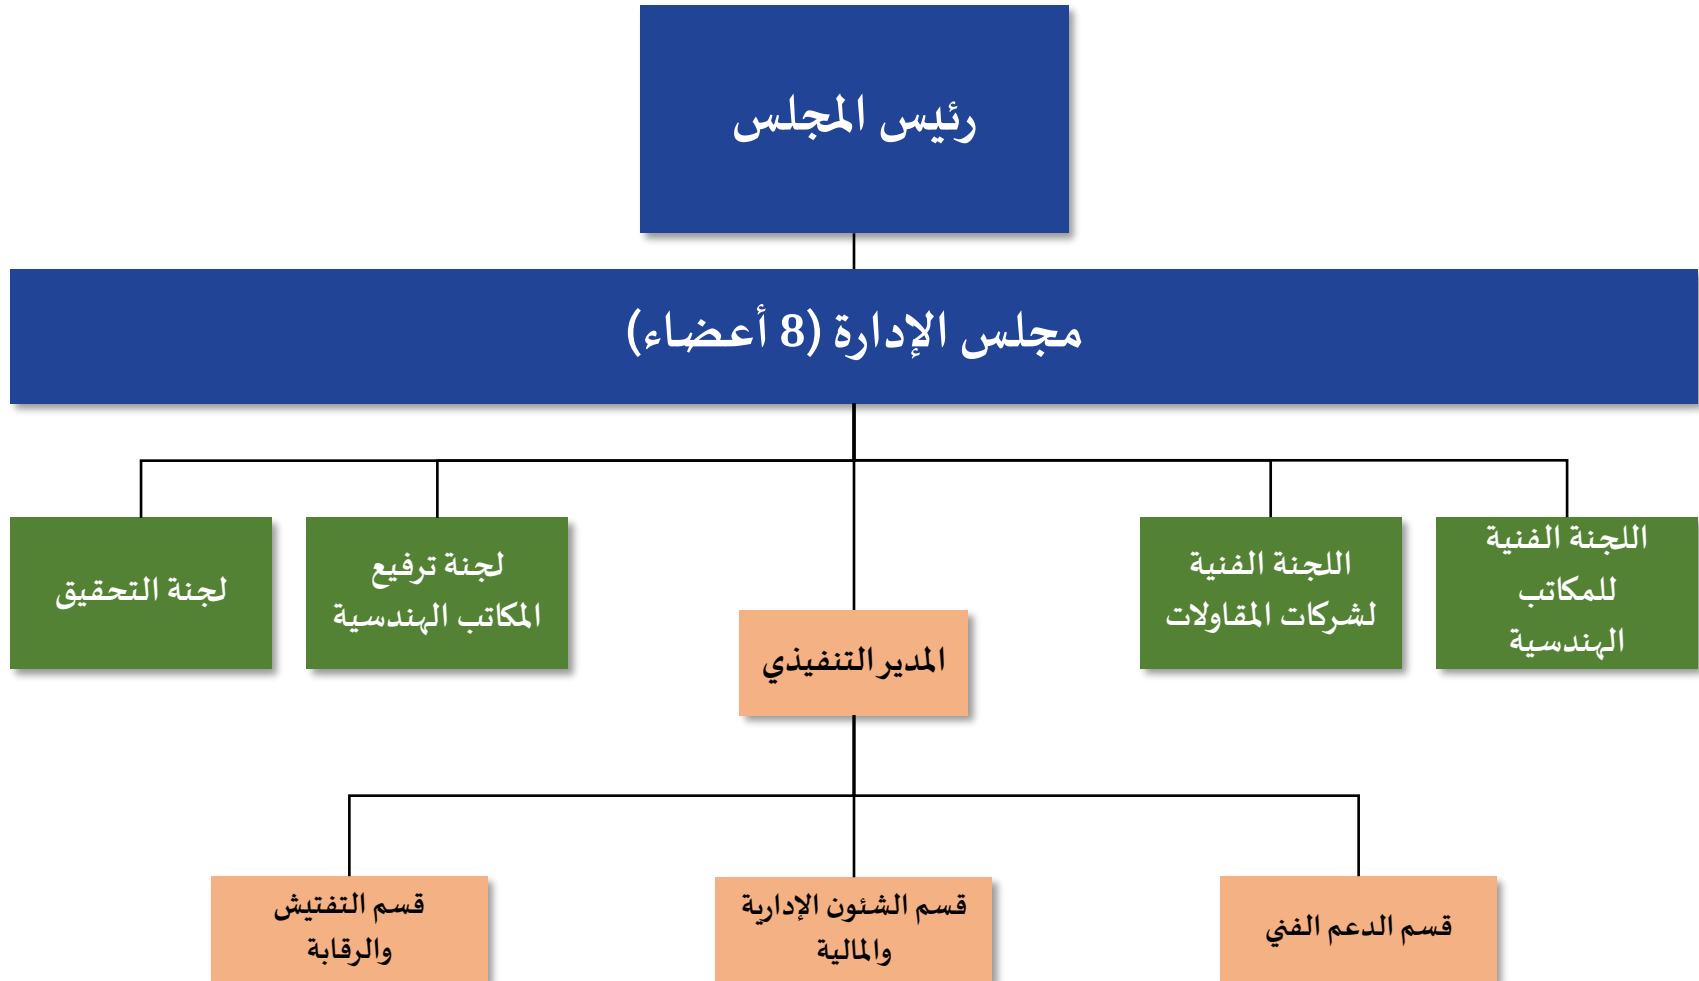 رئيس المجلس
مجلس الإدارة (8 أعضاء)
اللجنة الفنية
للمكاتب
الهندسية
اللجنة الفنية
لشركات المقاولات
لجنة ترفيع
المكاتب الهندسية
لجنة التحقيق
المدير التنفيذي
قسم الدعم الفني
قسم الشئون الإدارية
والمالية
قسم التفتيش
والرقابة